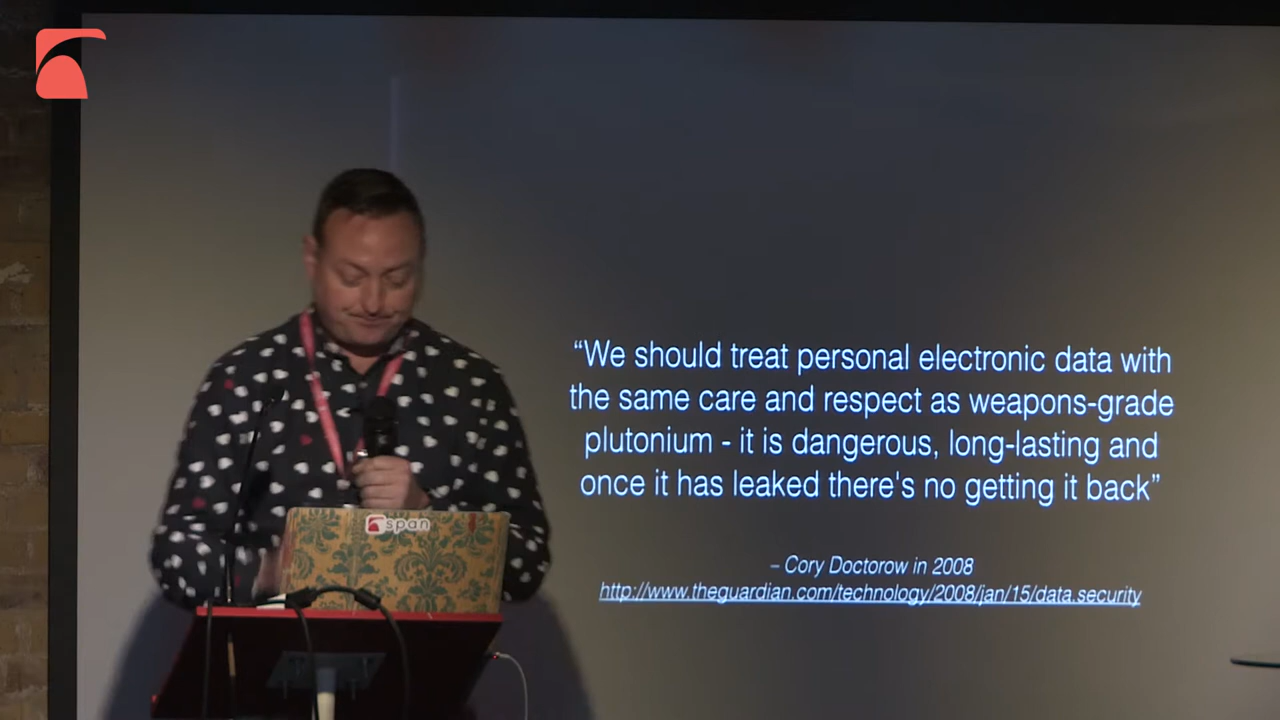 “We should treat personal electronic data with
the same care and respect as weapons-grade
plutonium - it is dangerous, long-lasting and
once it has leaked there's no getting it back”
– Cory Doctorow in 2008
http://www.theguardian.com/technology/2008/jan/15/data.security
span